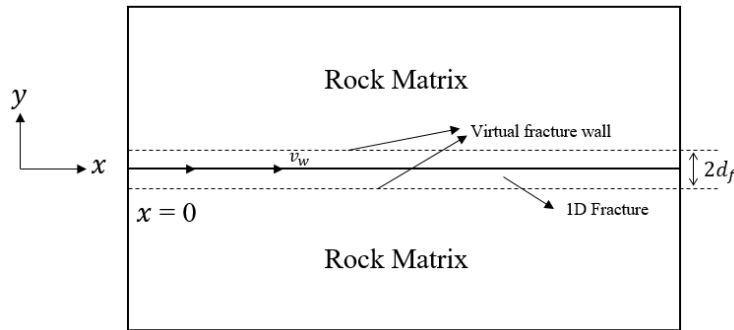 Rock Matrix
y
Virtual fracture wall
v_w
x
2d_f
x = 0
1D Fracture
Rock Matrix